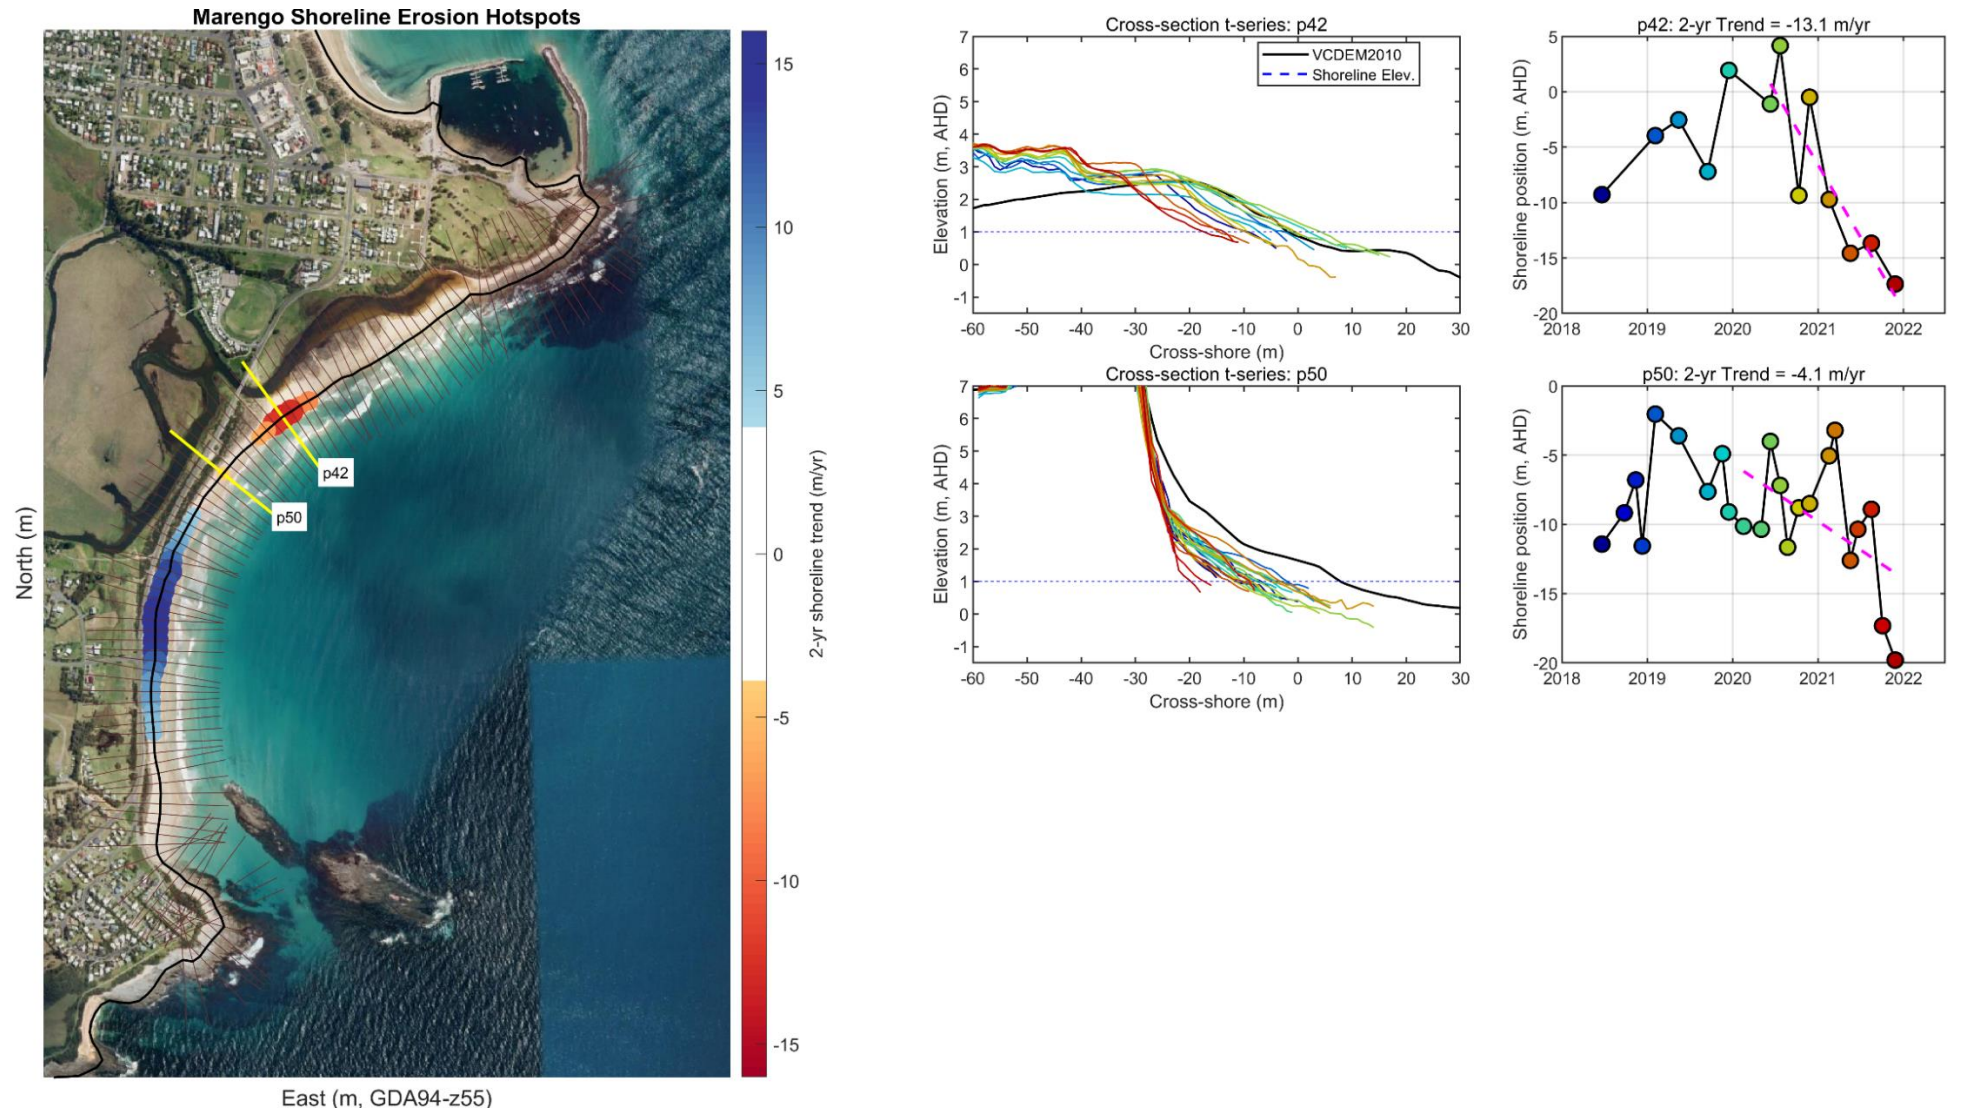 Marengo Shoreline Erosion Hotspots
North (m)
East (m, GDA94-z55)
p42
p50
15
10
5
0
-5
-10
-15
2-yr shoreline trend (m/yr)
Cross-section t-series: p42
VCDEM2010
Shoreline Elev.
Elevation (m, AHD)
7
6
5
4
3
2
1
0
-1
-60 -50 -40 -30 -20 -10 0 10 20 30
Cross-shore (m)
p42: 2-yr Trend = -13.1 m/yr
Shoreline position (m, AHD)
5
0
-5
-10
-15
-20
2018 2019 2020 2021 2022
Cross-section t-series: p50
Elevation (m, AHD)
7
6
5
4
3
2
1
0
-1
-60 -50 -40 -30 -20 -10 0 10 20 30
Cross-shore (m)
p50: 2-yr Trend = -4.1 m/yr
Shoreline position (m, AHD)
0
-5
-10
-15
-20
2018 2019 2020 2021 2022